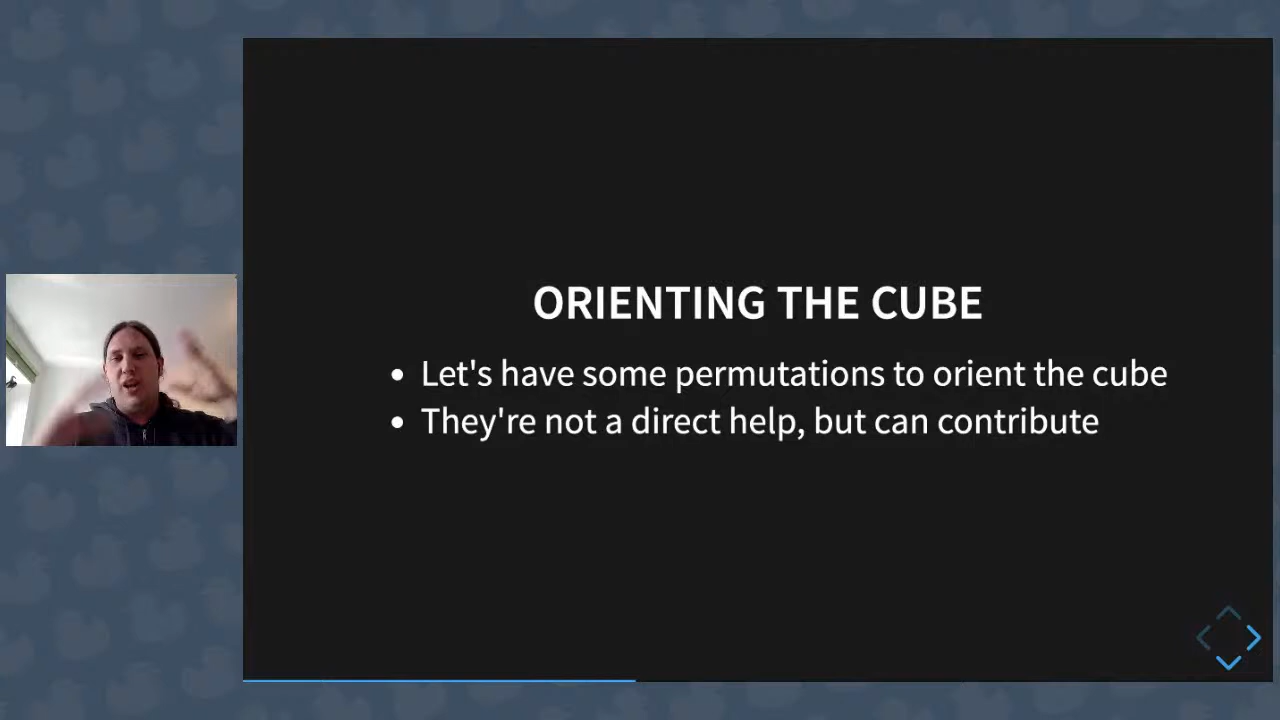 ORIENTING THE CUBE
Let's have some permutations to orient the cube
They're not a direct help, but can contribute